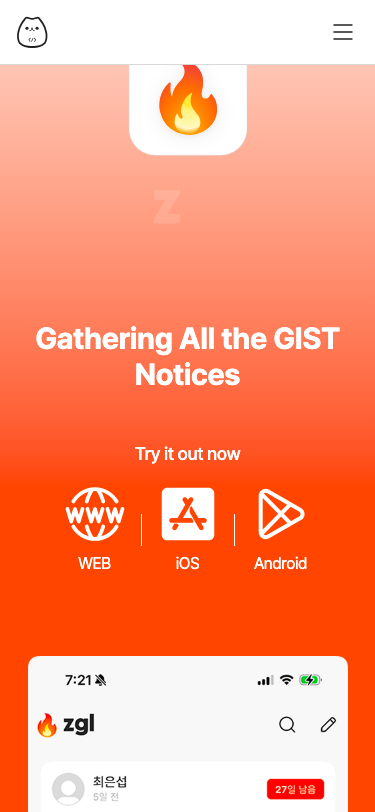 z
Gathering All the GIST
Notices
Try it out now
WWW
WEB
iOS
Android
7:21
zgl
최은섭
5일 전
27일 남음